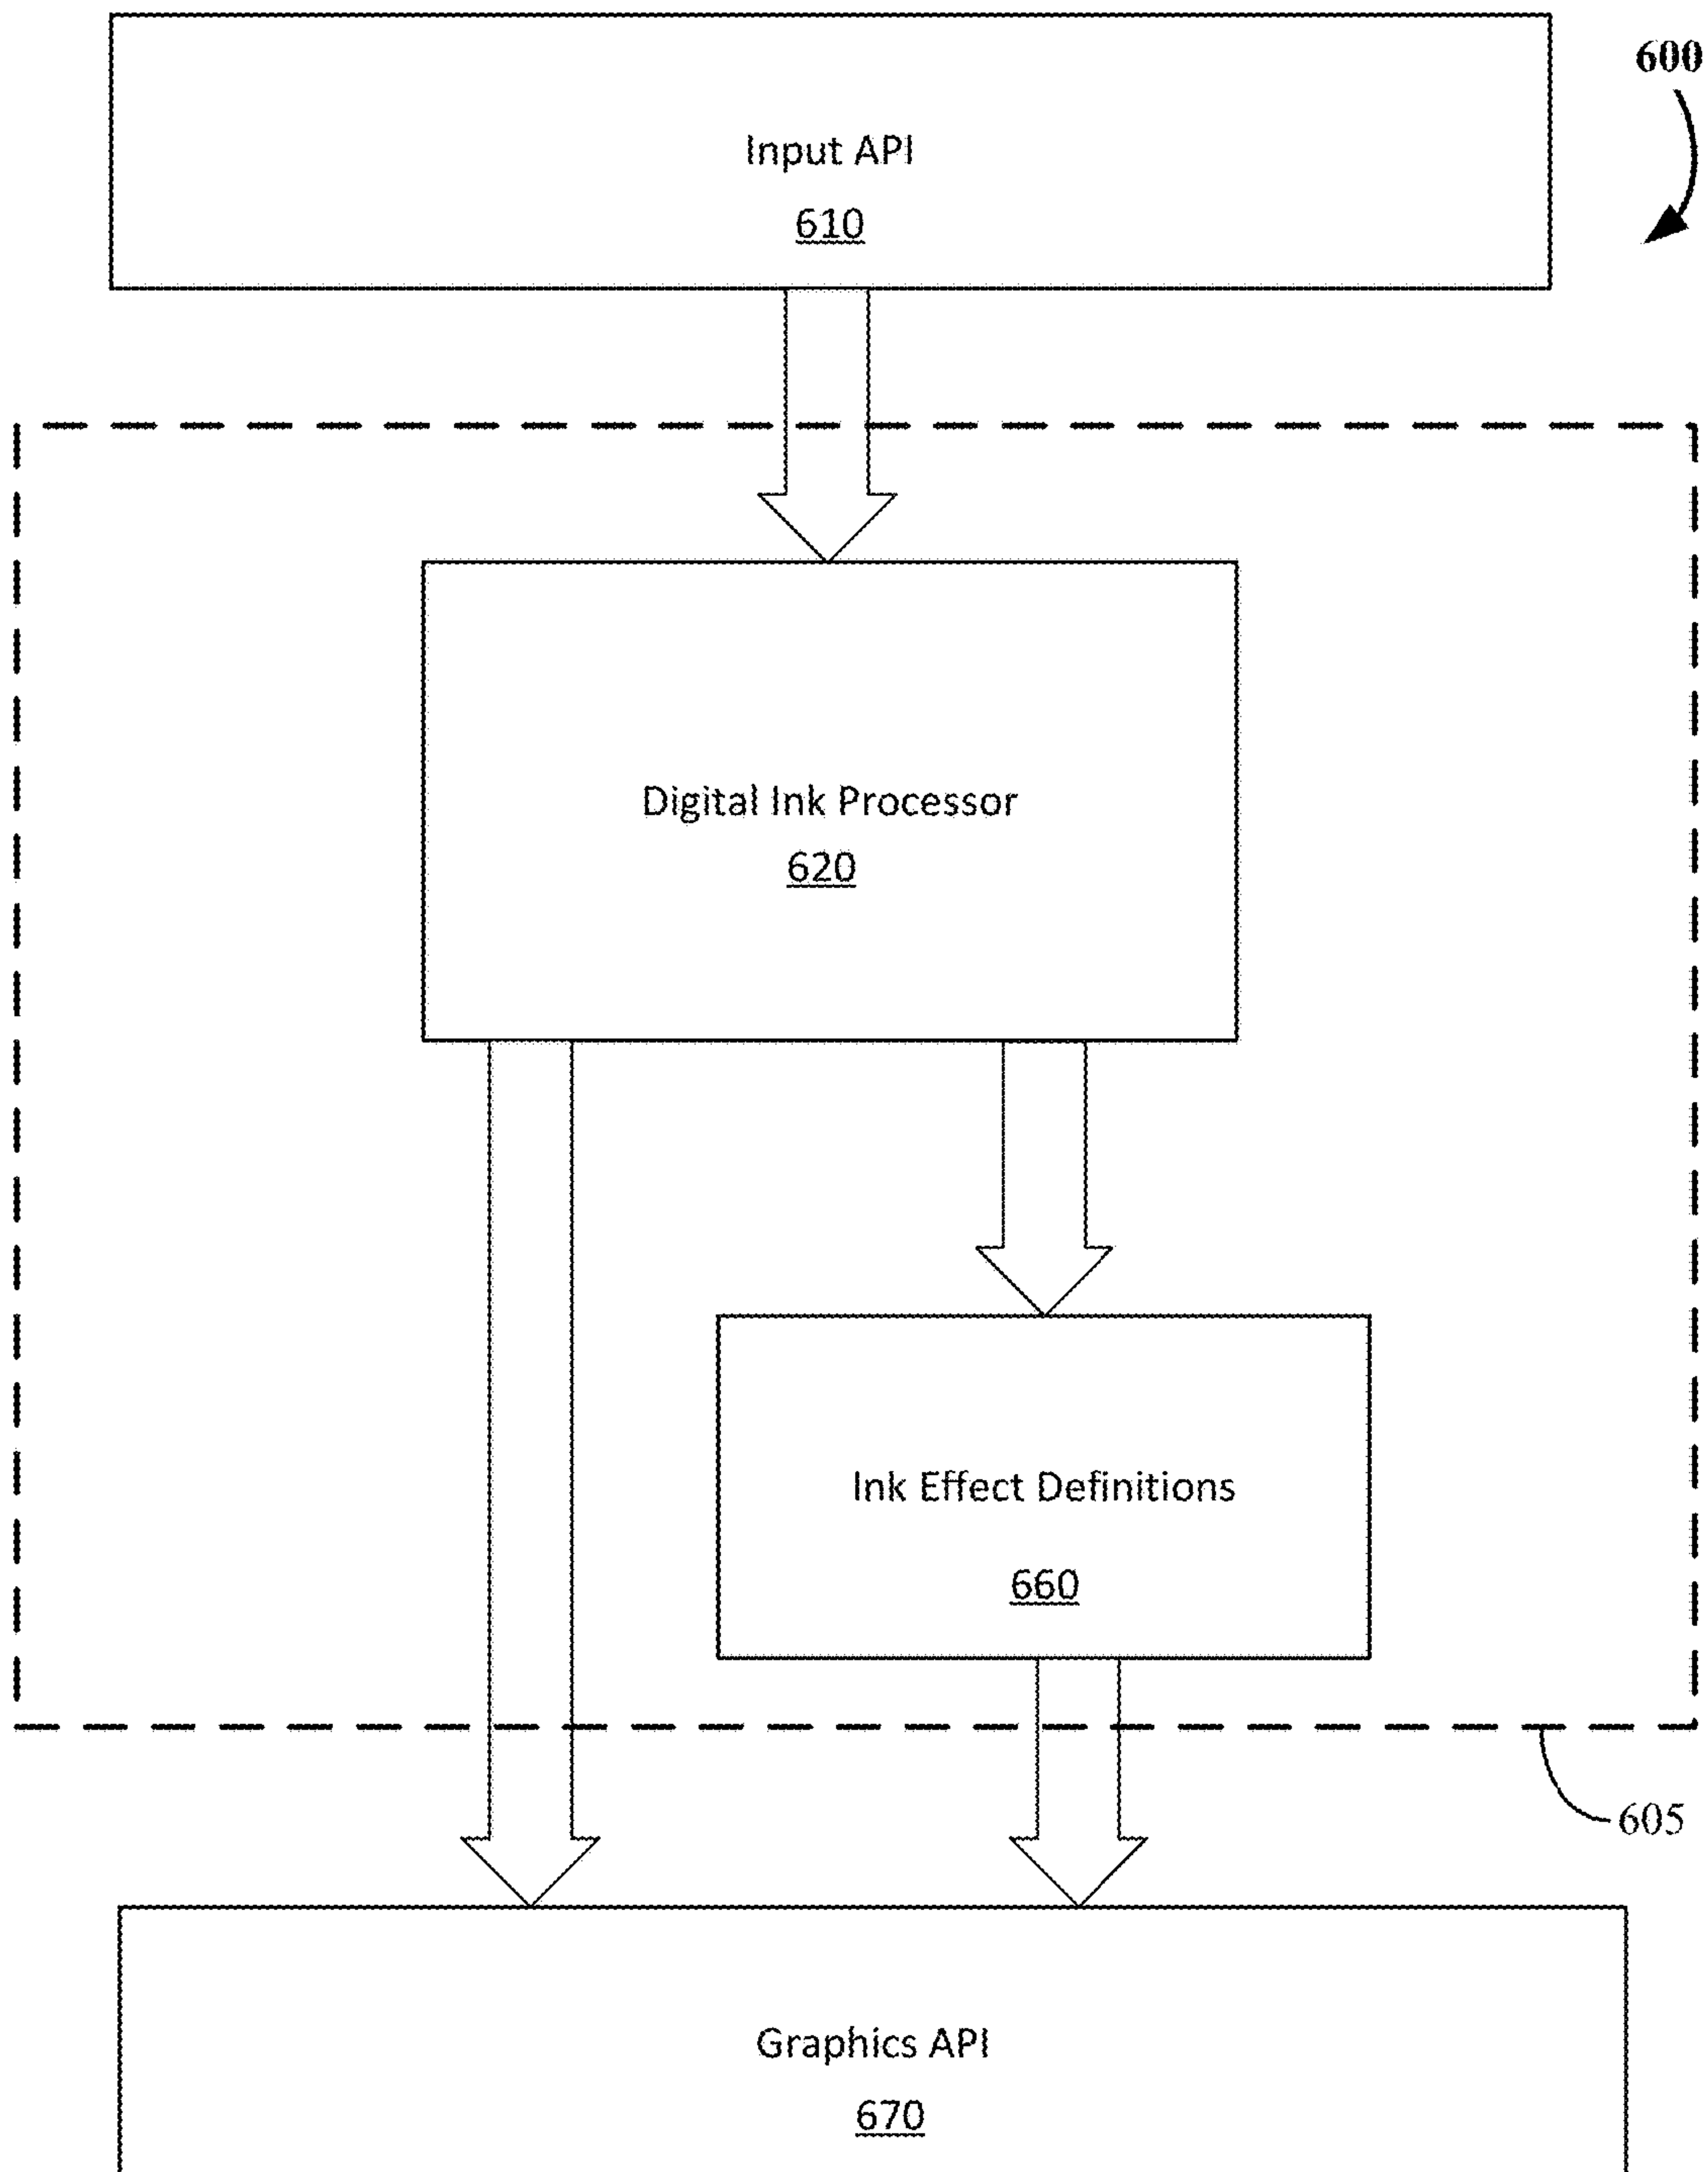 600
Input API
610
Digital Ink Processor
620
Ink Effect Definitions
660
605
Graphics API
670